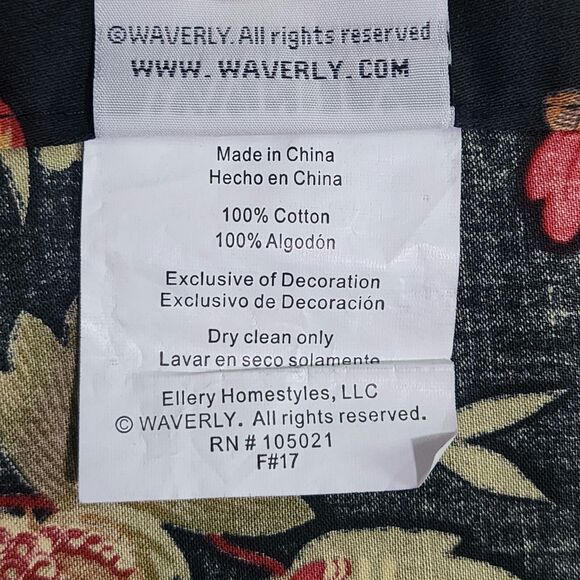 ©WAVERLY. All rights reserved
WWW.WAVERLY.COM
Made in China
Hecho en China
100% Cotton
100% Algodón
Exclusive of Decoration
Exclusivo de Decoración
Dry clean only
Lavar en seco solamente
Ellery Homestyles, LLC
© WAVERLY. All rights reserved.
RN # 105021
F#17